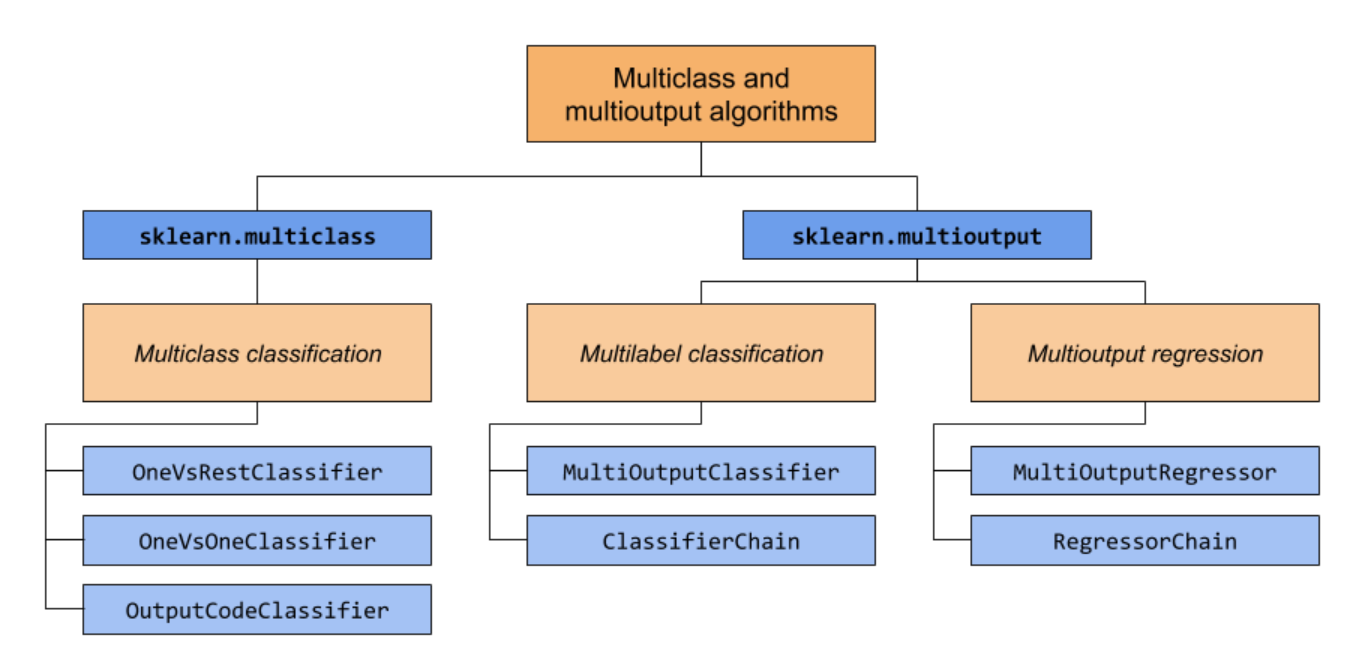 Multiclass and
multioutput algorithms
sklearn.multiclass
sklearn.multioutput
Multiclass classification
Multilabel classification
Multioutput regression
OneVsRestClassifier
MultiOutputClassifier
MultiOutputRegressor
OneVsOneClassifier
ClassifierChain
RegressorChain
OutputCodeClassifier